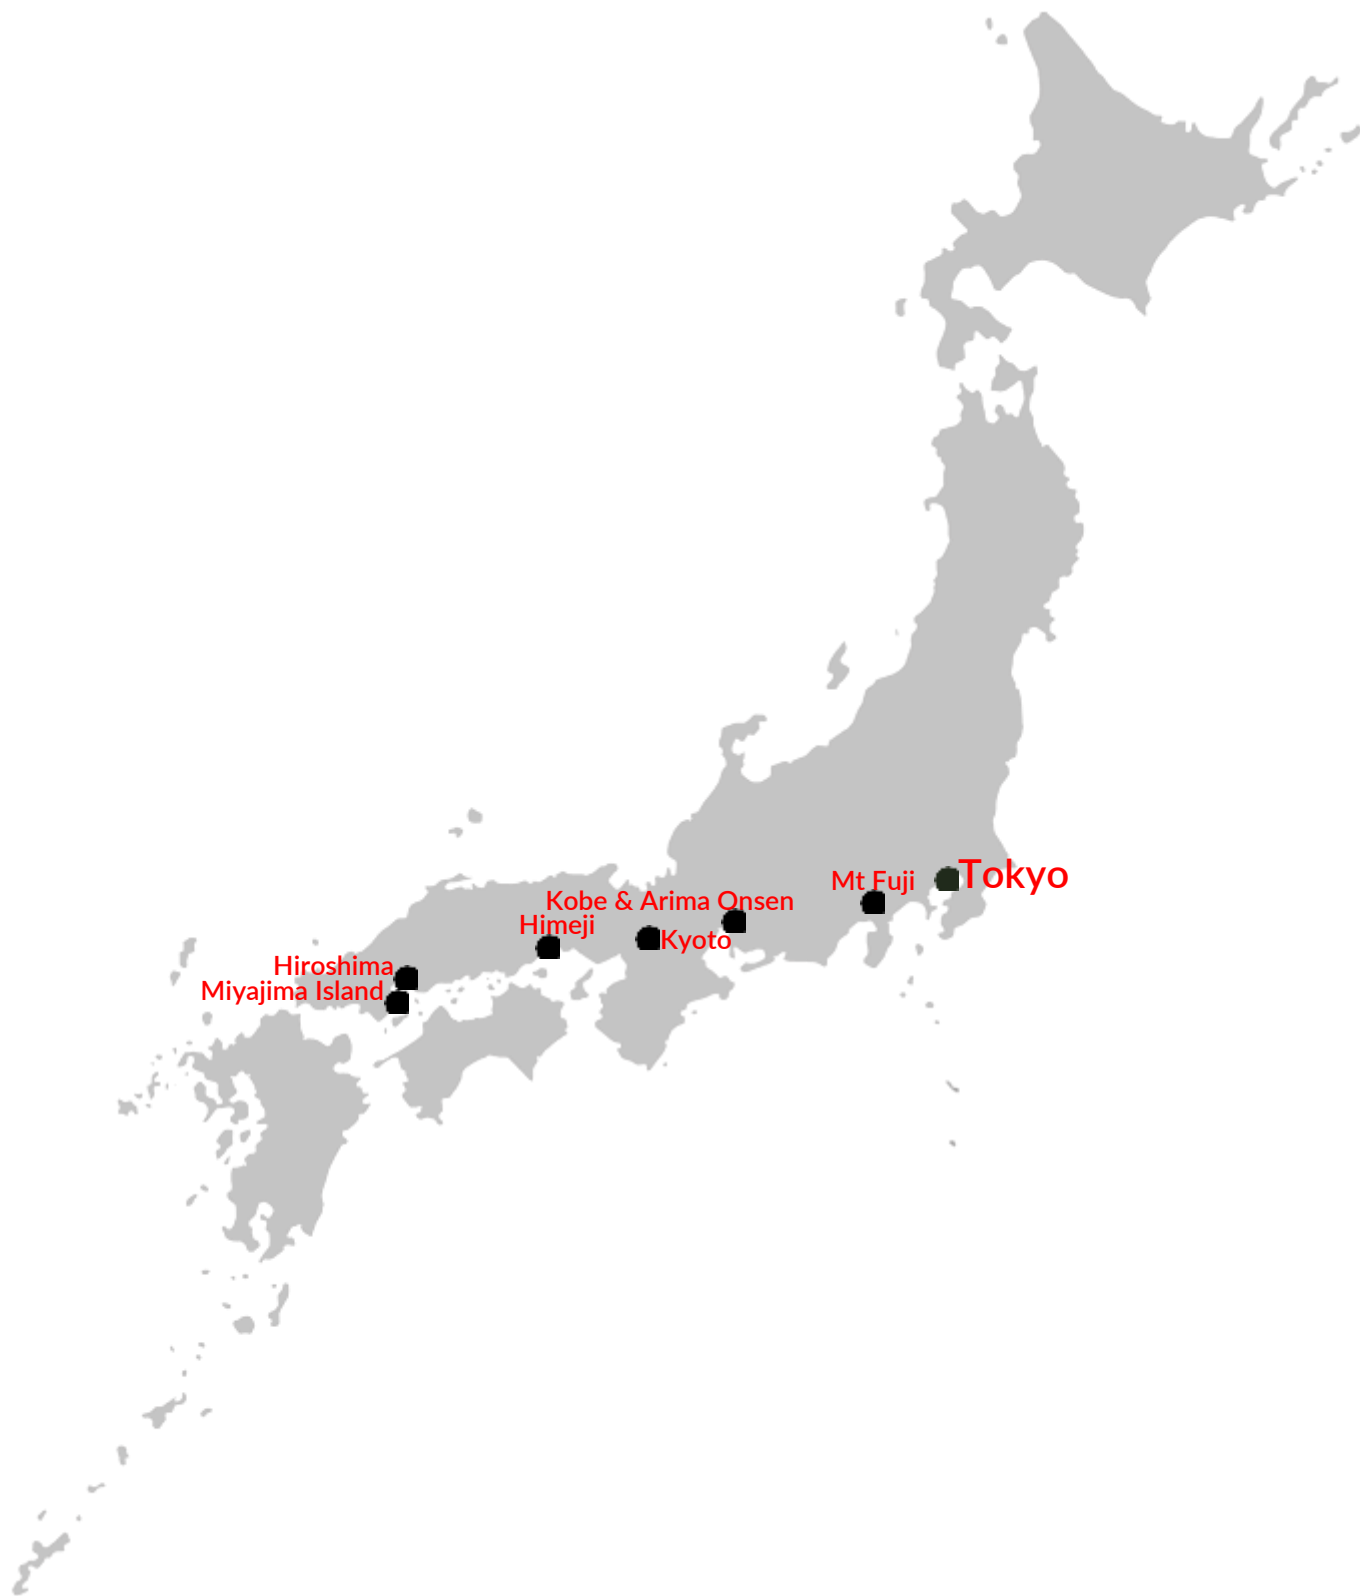 Tokyo
Mt Fuji
Kobe & Arima Onsen
Himeji
Kyoto
Hiroshima
Miyajima Island